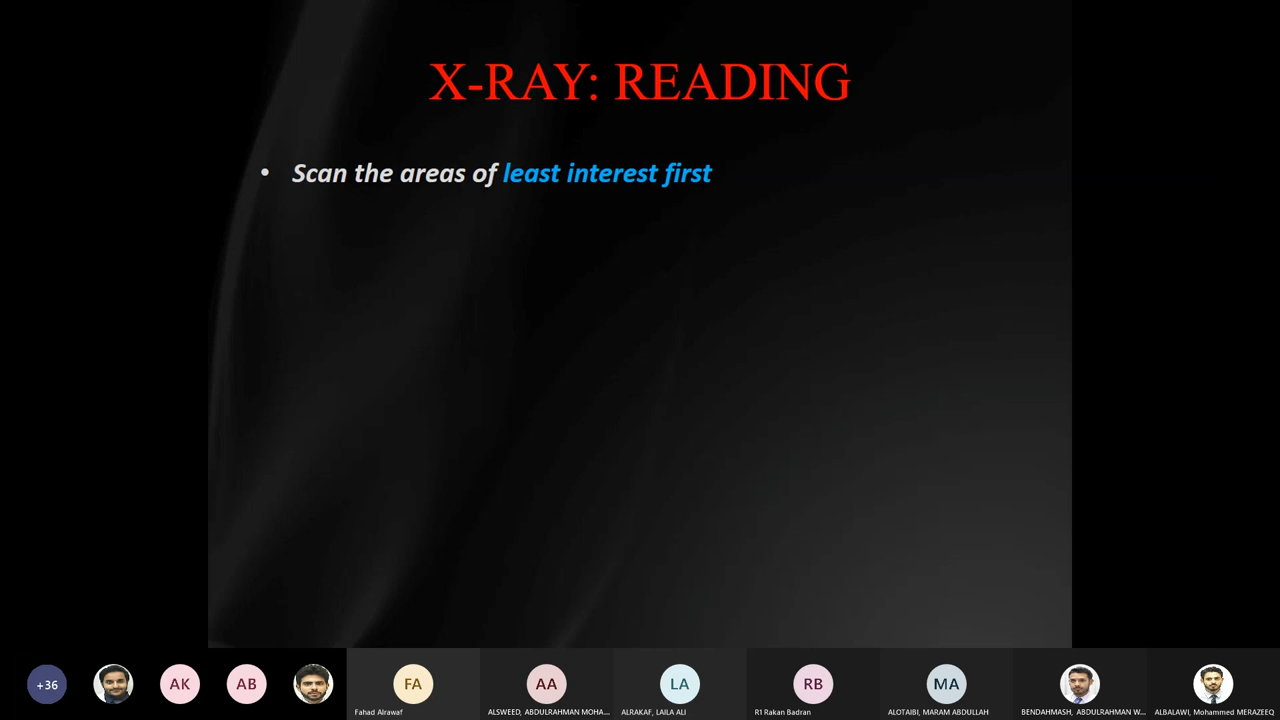 X-RAY: READING
• Scan the areas of least interest first
+36
AK
AB
FA
AA
LA
RB
MA
Fahad Alrawaf
ALSWEED, ABDULRAHMAN MOHA...
ALRAKAF, LAILA ALI
R1 Rakan Badran
ALOTAIBI, MARAM ABDULLAH
BENDAHMASH, ABDULRAHMAN W...
ALBALAWI, Mohammed MERAZEEQ